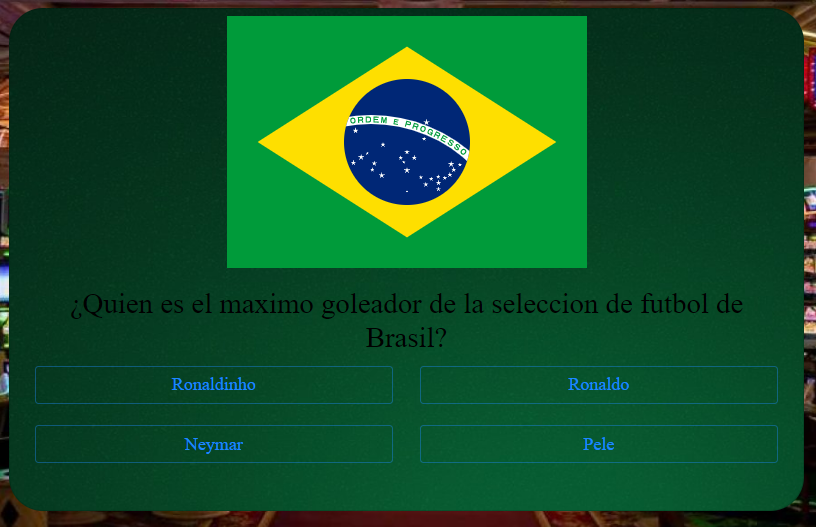 ORDEM E PROGRESSO
¿Quien es el maximo goleador de la seleccion de futbol de
Brasil?
Ronaldinho
Ronaldo
Neymar
Pele